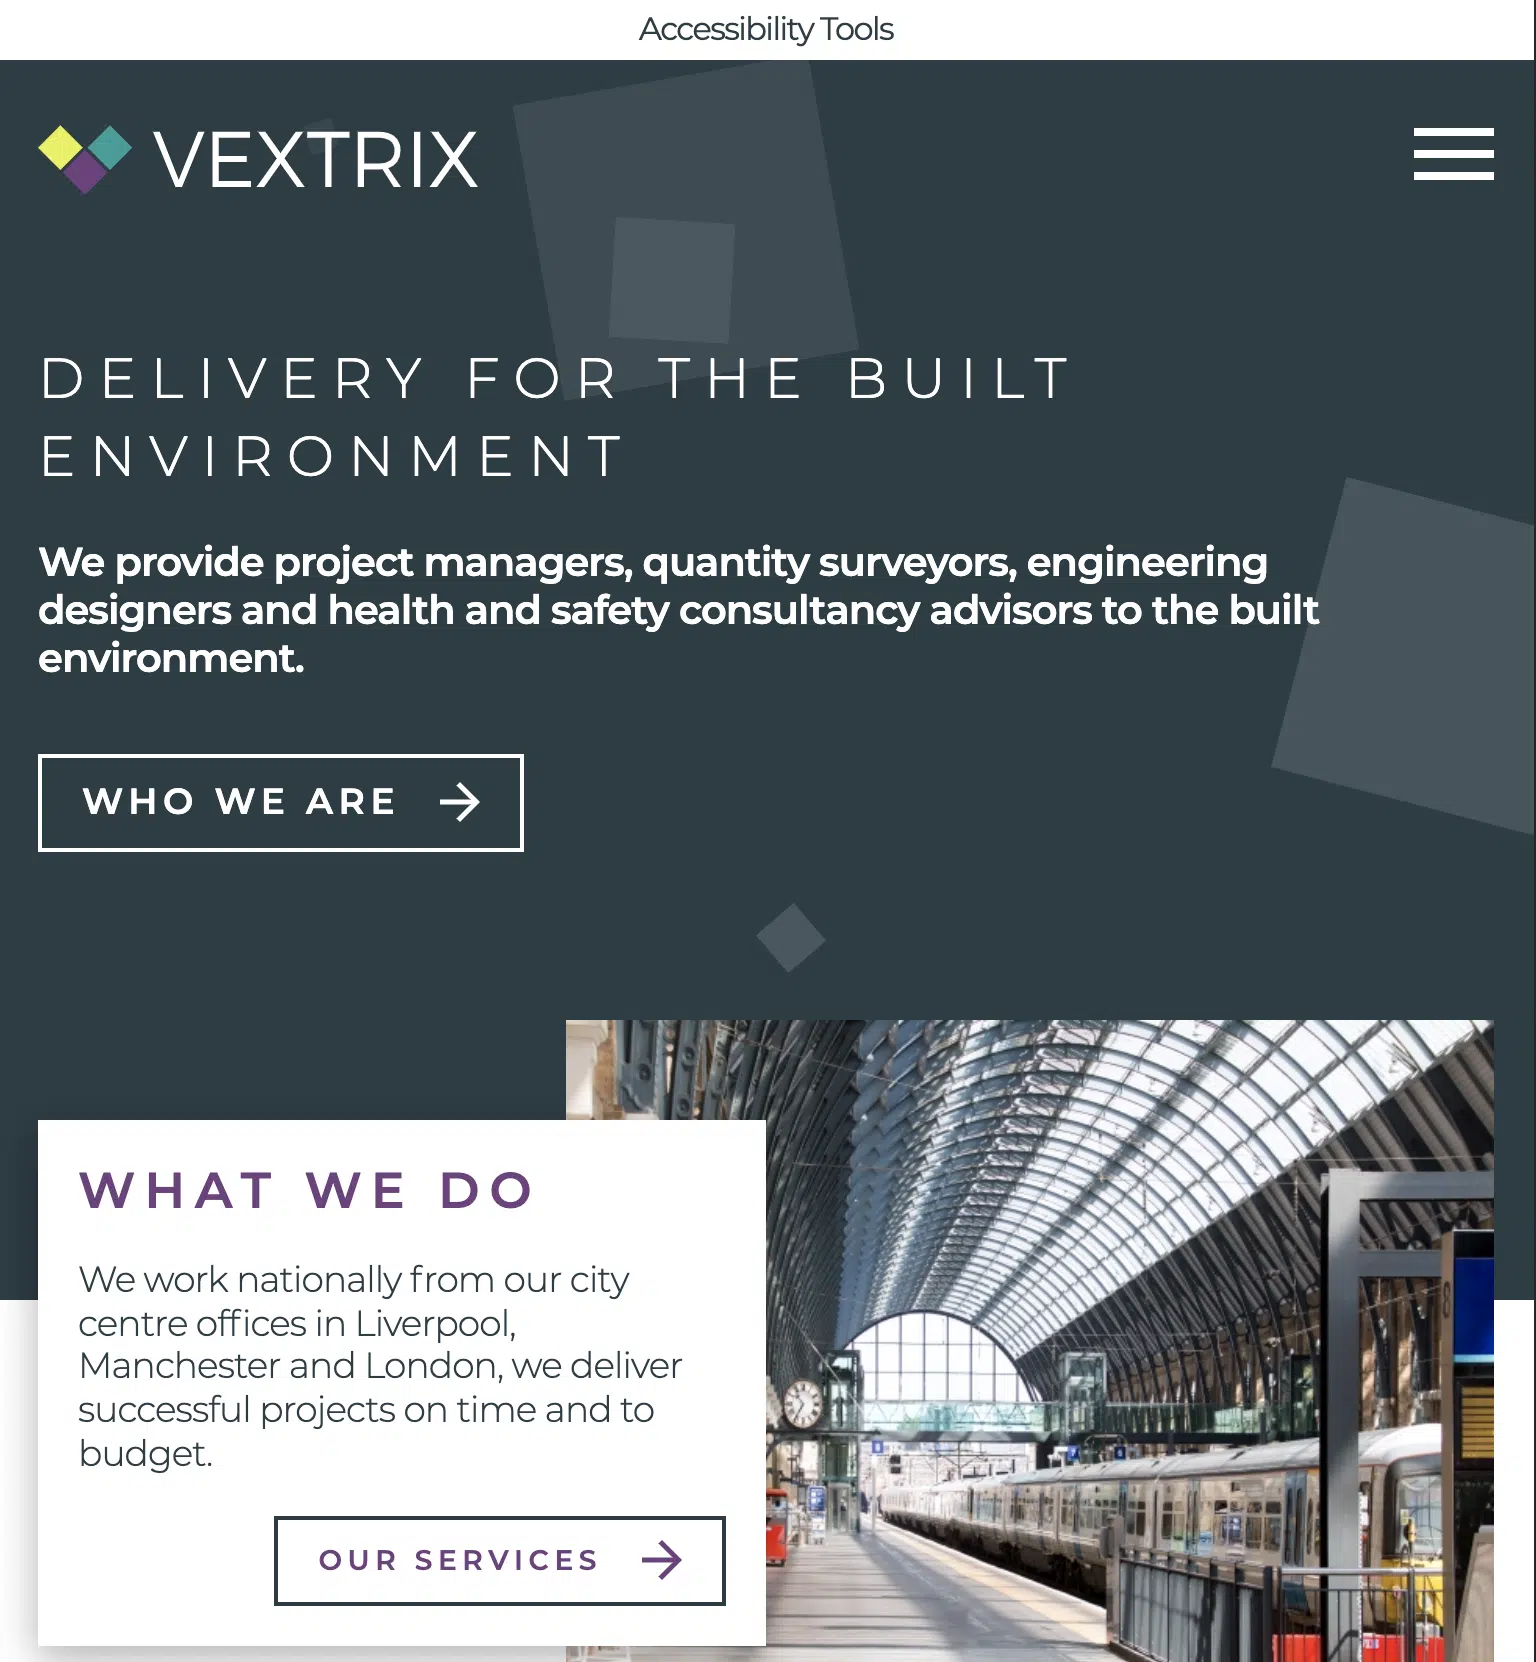 Accessibility Tools
VEXTRIX
DELIVERY FOR THE BUILT
ENVIRONMENT
We provide project managers, quantity surveyors, engineering
designers and health and safety consultancy advisors to the built
environment.
WHO WE ARE
WHAT WE DO
We work nationally from our city
centre offices in Liverpool,
Manchester and London, we deliver
successful projects on time and to
budget.
OUR SERVICES